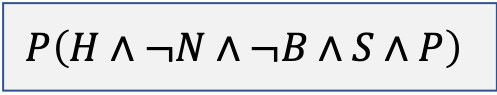 P(H ∧ ¬N ∧ ¬B ∧ S ∧ P)